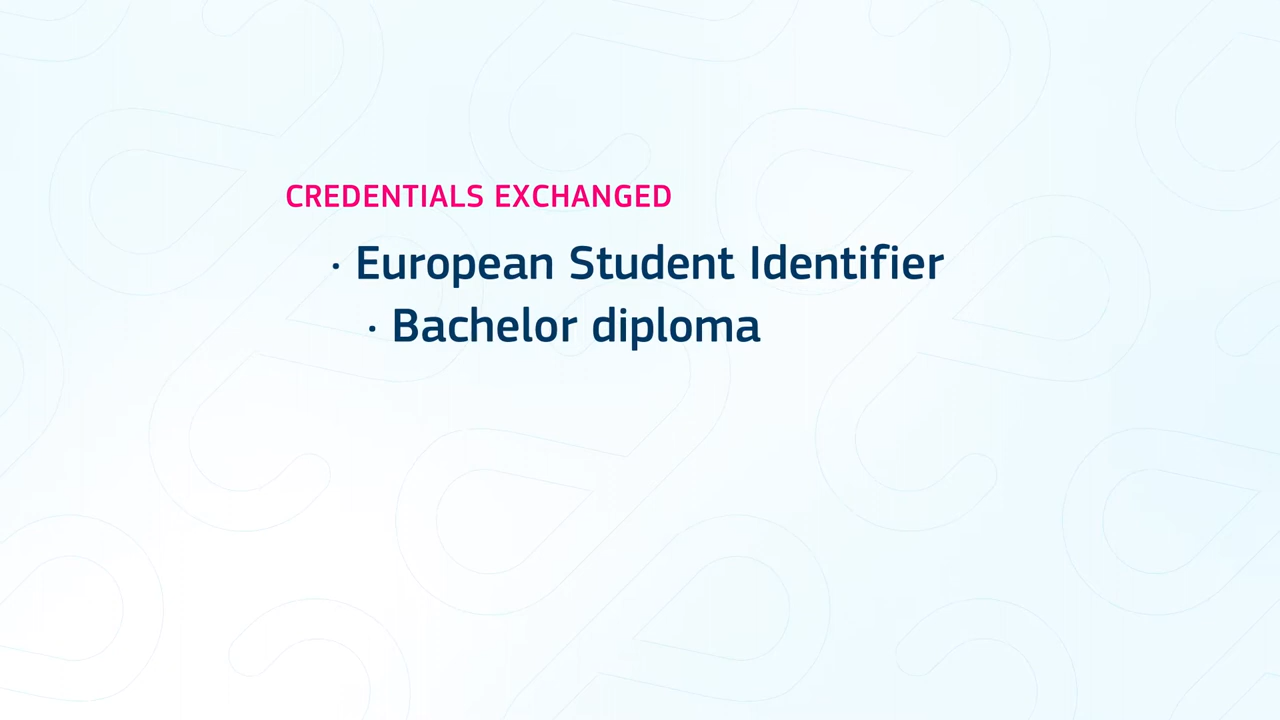 CREDENTIALS EXCHANGED
· European Student Identifier
· Bachelor diploma